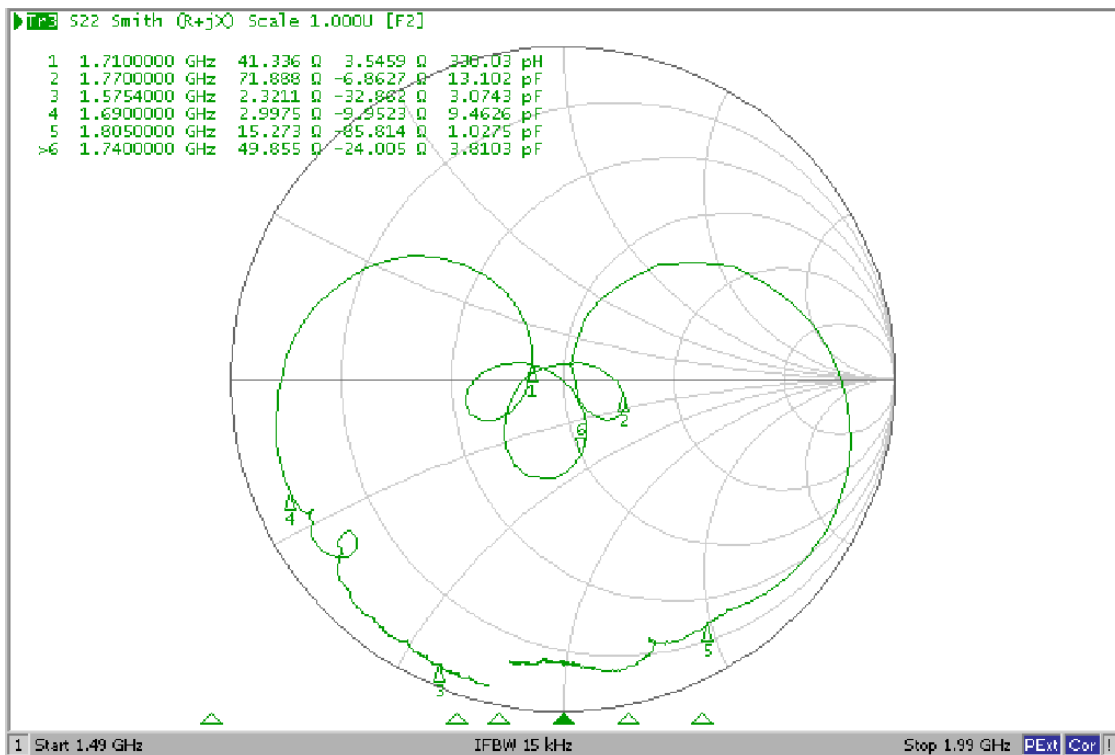 Tr3 S22 Smith (R+jX) Scale 1.000U [F2]
1 1.7100000 GHz 41.336 Ω 3.5459 Ω 330.03 pH
2 1.7700000 GHz 71.888 Ω -6.8627 Ω 13.102 pF
3 1.5754000 GHz 2.3211 Ω -32.862 Ω 3.0743 pF
4 1.6900000 GHz 2.9975 Ω -9.9523 Ω 9.4626 pF
5 1.8050000 GHz 15.273 Ω -85.814 Ω 1.0275 pF
>6 1.7400000 GHz 49.855 Ω -24.005 Ω 3.8103 pF
1
2
6
4
5
3
1 Start 1.49 GHz IFBW 15 kHz Stop 1.99 GHz PExt Cor !